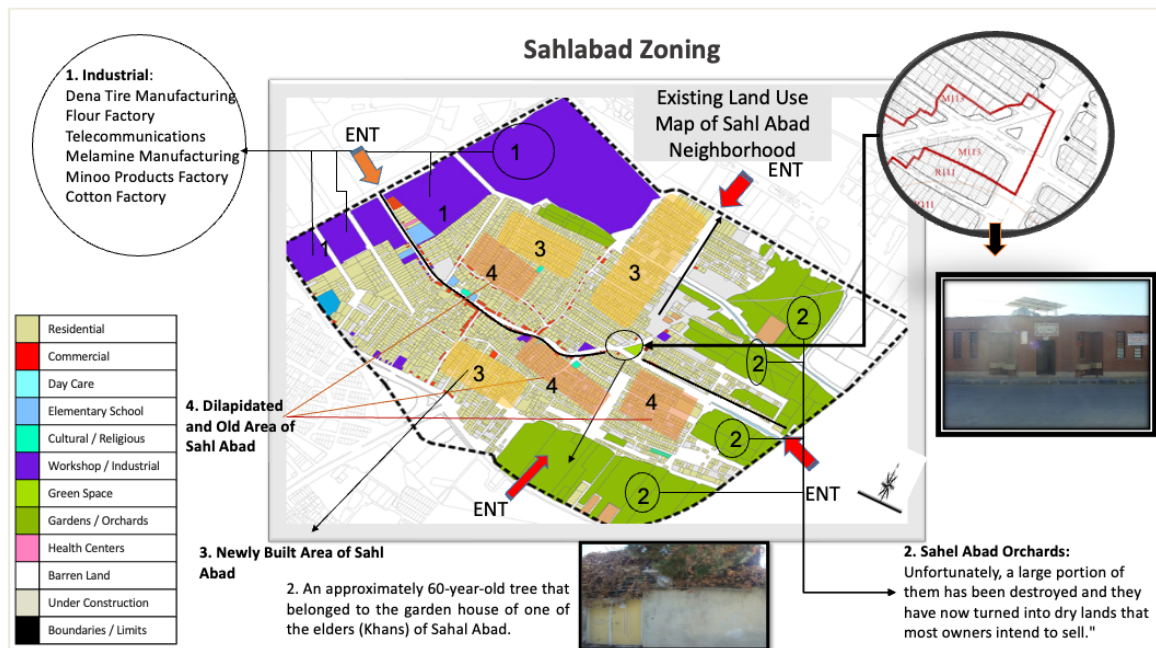 Sahlabad Zoning
1. Industrial:
Dena Tire Manufacturing
Flour Factory
Telecommunications
Melamine Manufacturing
Minoo Products Factory
Cotton Factory
Existing Land Use
Map of Sahl Abad
Neighborhood
ENT
ENT
1
1
1
3
4
3
2
2
3
4
4
2
2
ENT
ENT
M113
M113
R111
Residential
Commercial
Day Care
Elementary School
Cultural / Religious
Workshop / Industrial
Green Space
Gardens / Orchards
Health Centers
Barren Land
Under Construction
Boundaries / Limits
4. Dilapidated
and Old Area of
Sahl Abad
3. Newly Built Area of Sahl
Abad
2. An approximately 60-year-old tree that
belonged to the garden house of one of
the elders (Khans) of Sahal Abad.
2. Sahel Abad Orchards:
Unfortunately, a large portion of
them has been destroyed and they
have now turned into dry lands that
most owners intend to sell."